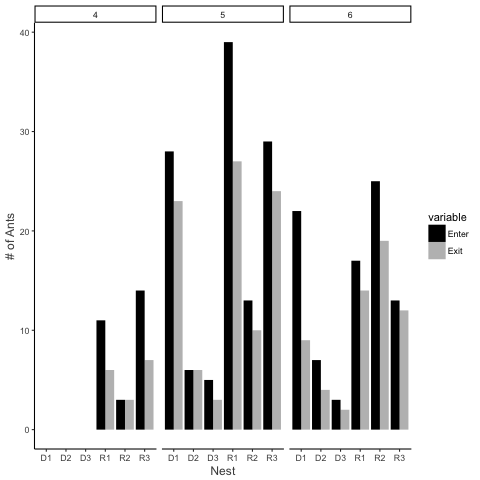 4 5 6
40
30
20
10
0
# of Ants
D1 D2 D3 R1 R2 R3 D1 D2 D3 R1 R2 R3 D1 D2 D3 R1 R2 R3
Nest
variable
Enter
Exit